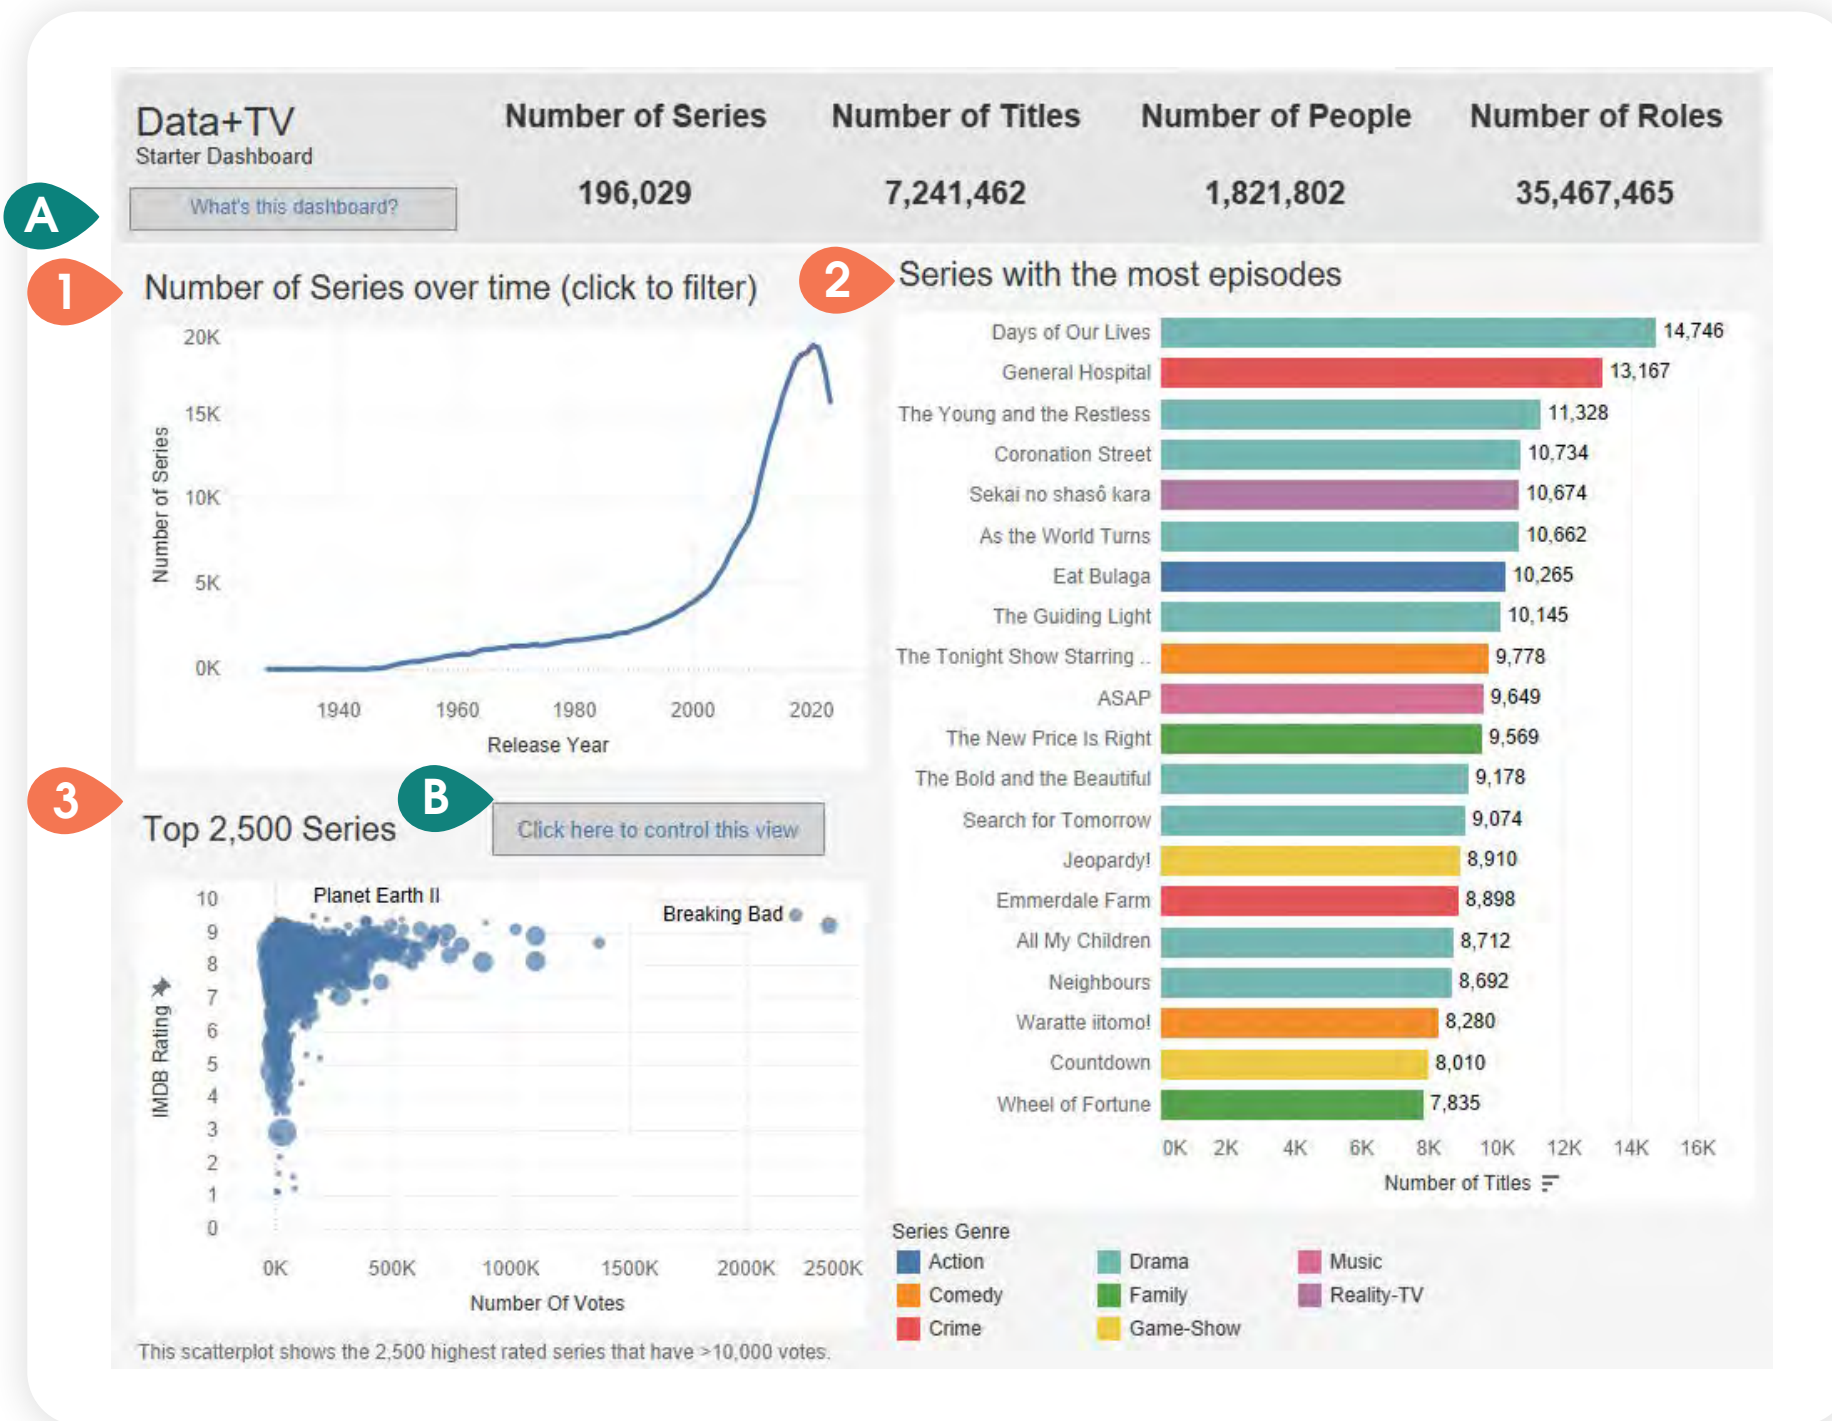 Data+TV
Starter Dashboard
What's this dashboard?
Number of Series
196,029
Number of Titles
7,241,462
Number of People
1,821,802
Number of Roles
35,467,465
A
1
Number of Series over time (click to filter)
20K
15K
10K
5K
0K
Number of Series
1940 1960 1980 2000 2020
Release Year
2
Series with the most episodes
Days of Our Lives 14,746
General Hospital 13,167
The Young and the Restless 11,328
Coronation Street 10,734
Sekai no shasô kara 10,674
As the World Turns 10,662
Eat Bulaga 10,265
The Guiding Light 10,145
The Tonight Show Starring .. 9,778
ASAP 9,649
The New Price Is Right 9,569
The Bold and the Beautiful 9,178
Search for Tomorrow 9,074
Jeopardy! 8,910
Emmerdale Farm 8,898
All My Children 8,712
Neighbours 8,692
Waratte iitomo! 8,280
Countdown 8,010
Wheel of Fortune 7,835
0K 2K 4K 6K 8K 10K 12K 14K 16K
Number of Titles
Series Genre
Action Drama Music
Comedy Family Reality-TV
Crime Game-Show
3
Top 2,500 Series
B
Click here to control this view
Planet Earth II
Breaking Bad
10
9
8
7
6
5
4
3
2
1
0
IMDB Rating
0K 500K 1000K 1500K 2000K 2500K
Number Of Votes
This scatterplot shows the 2,500 highest rated series that have >10,000 votes.